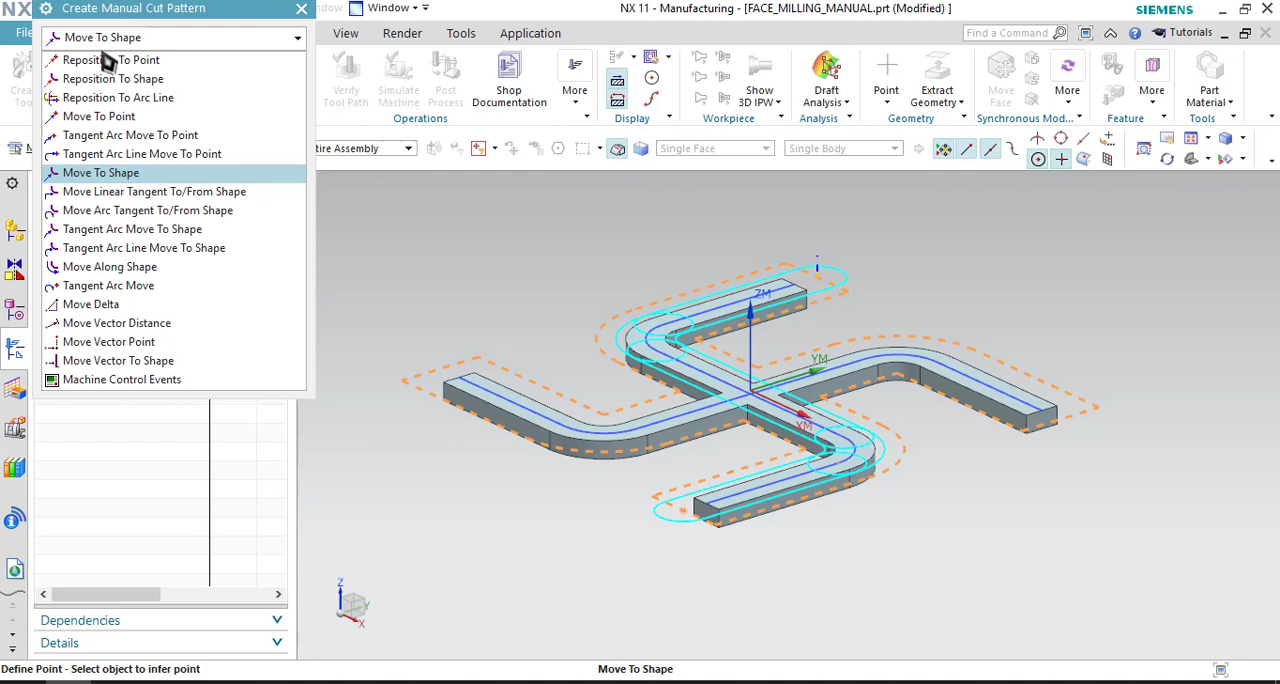 NX Create Manual Cut Pattern
Window
NX 11 - Manufacturing - [FACE_MILLING_MANUAL.prt (Modified) ]
SIEMENS
File
Move To Shape
View Render Tools Application
Find a Command
Tutorials
Reposition To Point
Reposition To Shape
Reposition To Arc Line
Move To Point
Tangent Arc Move To Point
Tangent Arc Line Move To Point
Move To Shape
Move Linear Tangent To/From Shape
Move Arc Tangent To/From Shape
Tangent Arc Move To Shape
Tangent Arc Line Move To Shape
Move Along Shape
Tangent Arc Move
Move Delta
Move Vector Distance
Move Vector Point
Move Vector To Shape
Machine Control Events
Verify Tool Path
Simulate Machine
Post Process
Shop Documentation
More
Operations
Display
Show 3D IPW
Workpiece
Draft Analysis
Analysis
Point
Extract Geometry
Geometry
Move Face
More
Synchronous Mod...
More
Feature
Part Material
Tools
tire Assembly
Single Face
Single Body
ZM
YM
Z
Y
X
Dependencies
Details
Define Point - Select object to infer point
Move To Shape